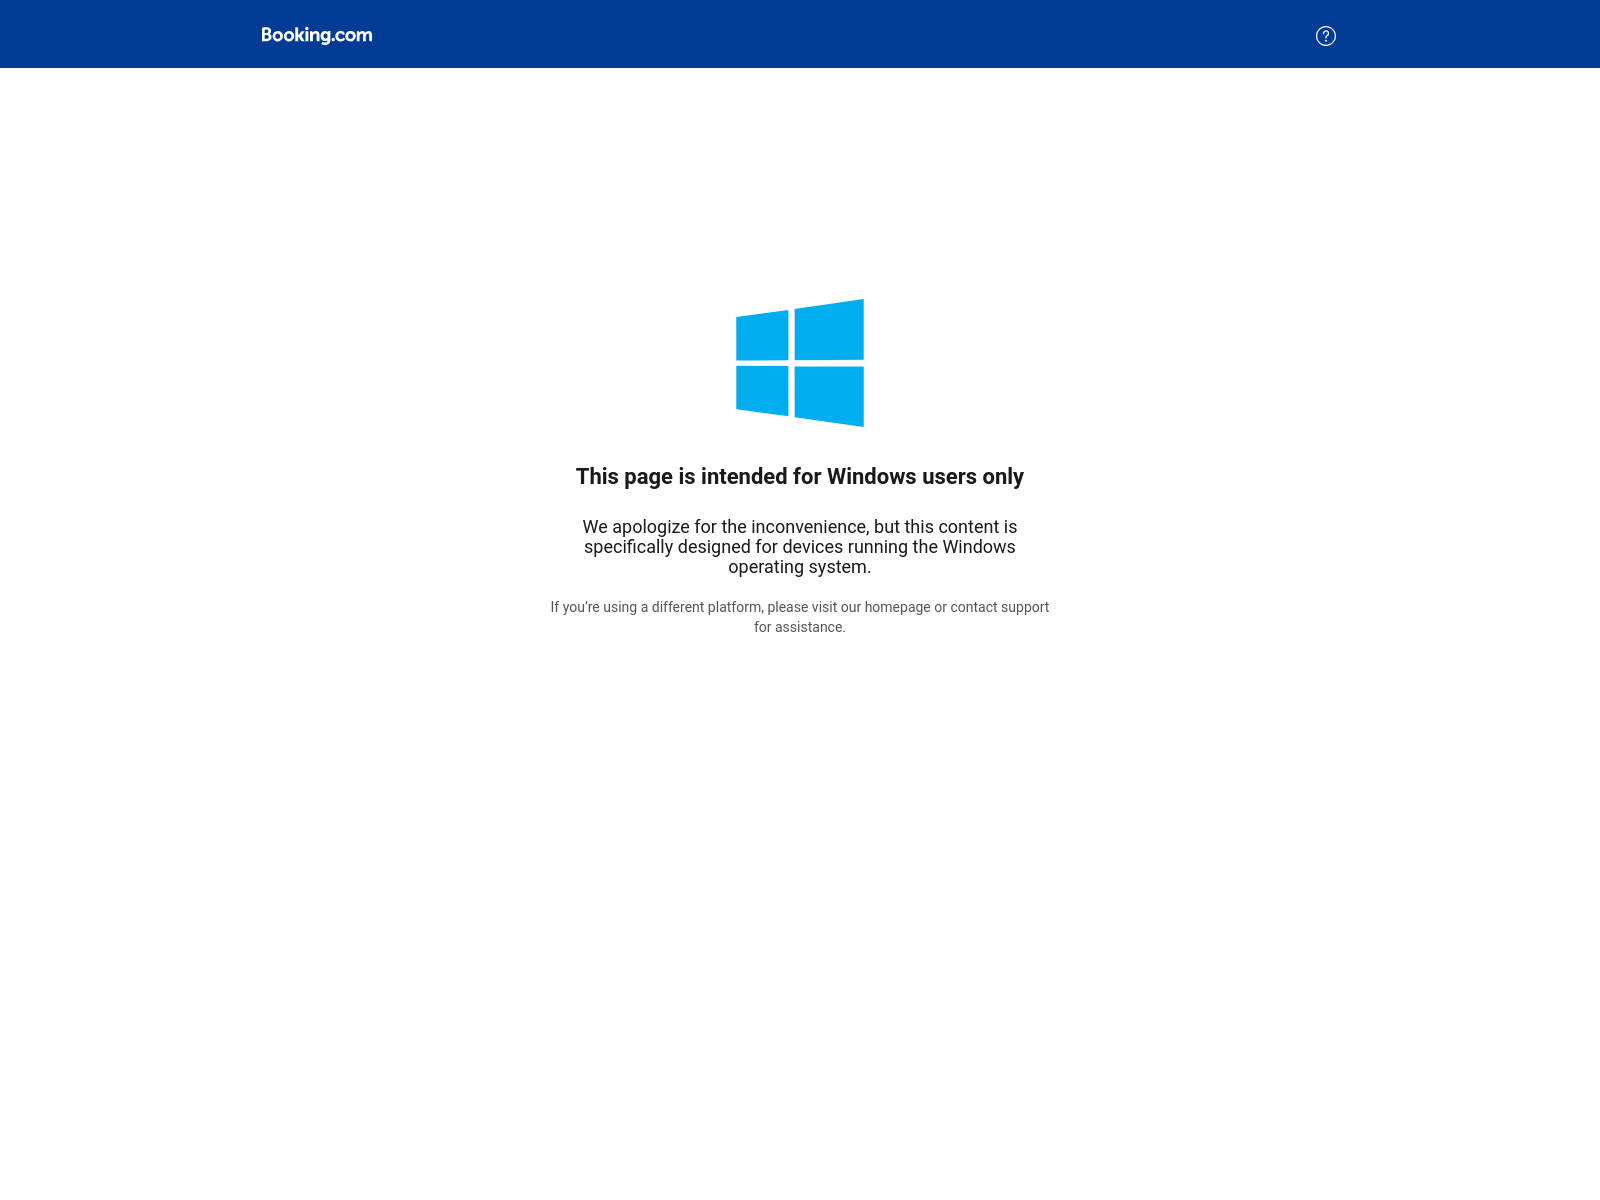 Booking.com
?
This page is intended for Windows users only
We apologize for the inconvenience, but this content is
specifically designed for devices running the Windows
operating system.
If you’re using a different platform, please visit our homepage or contact support
for assistance.